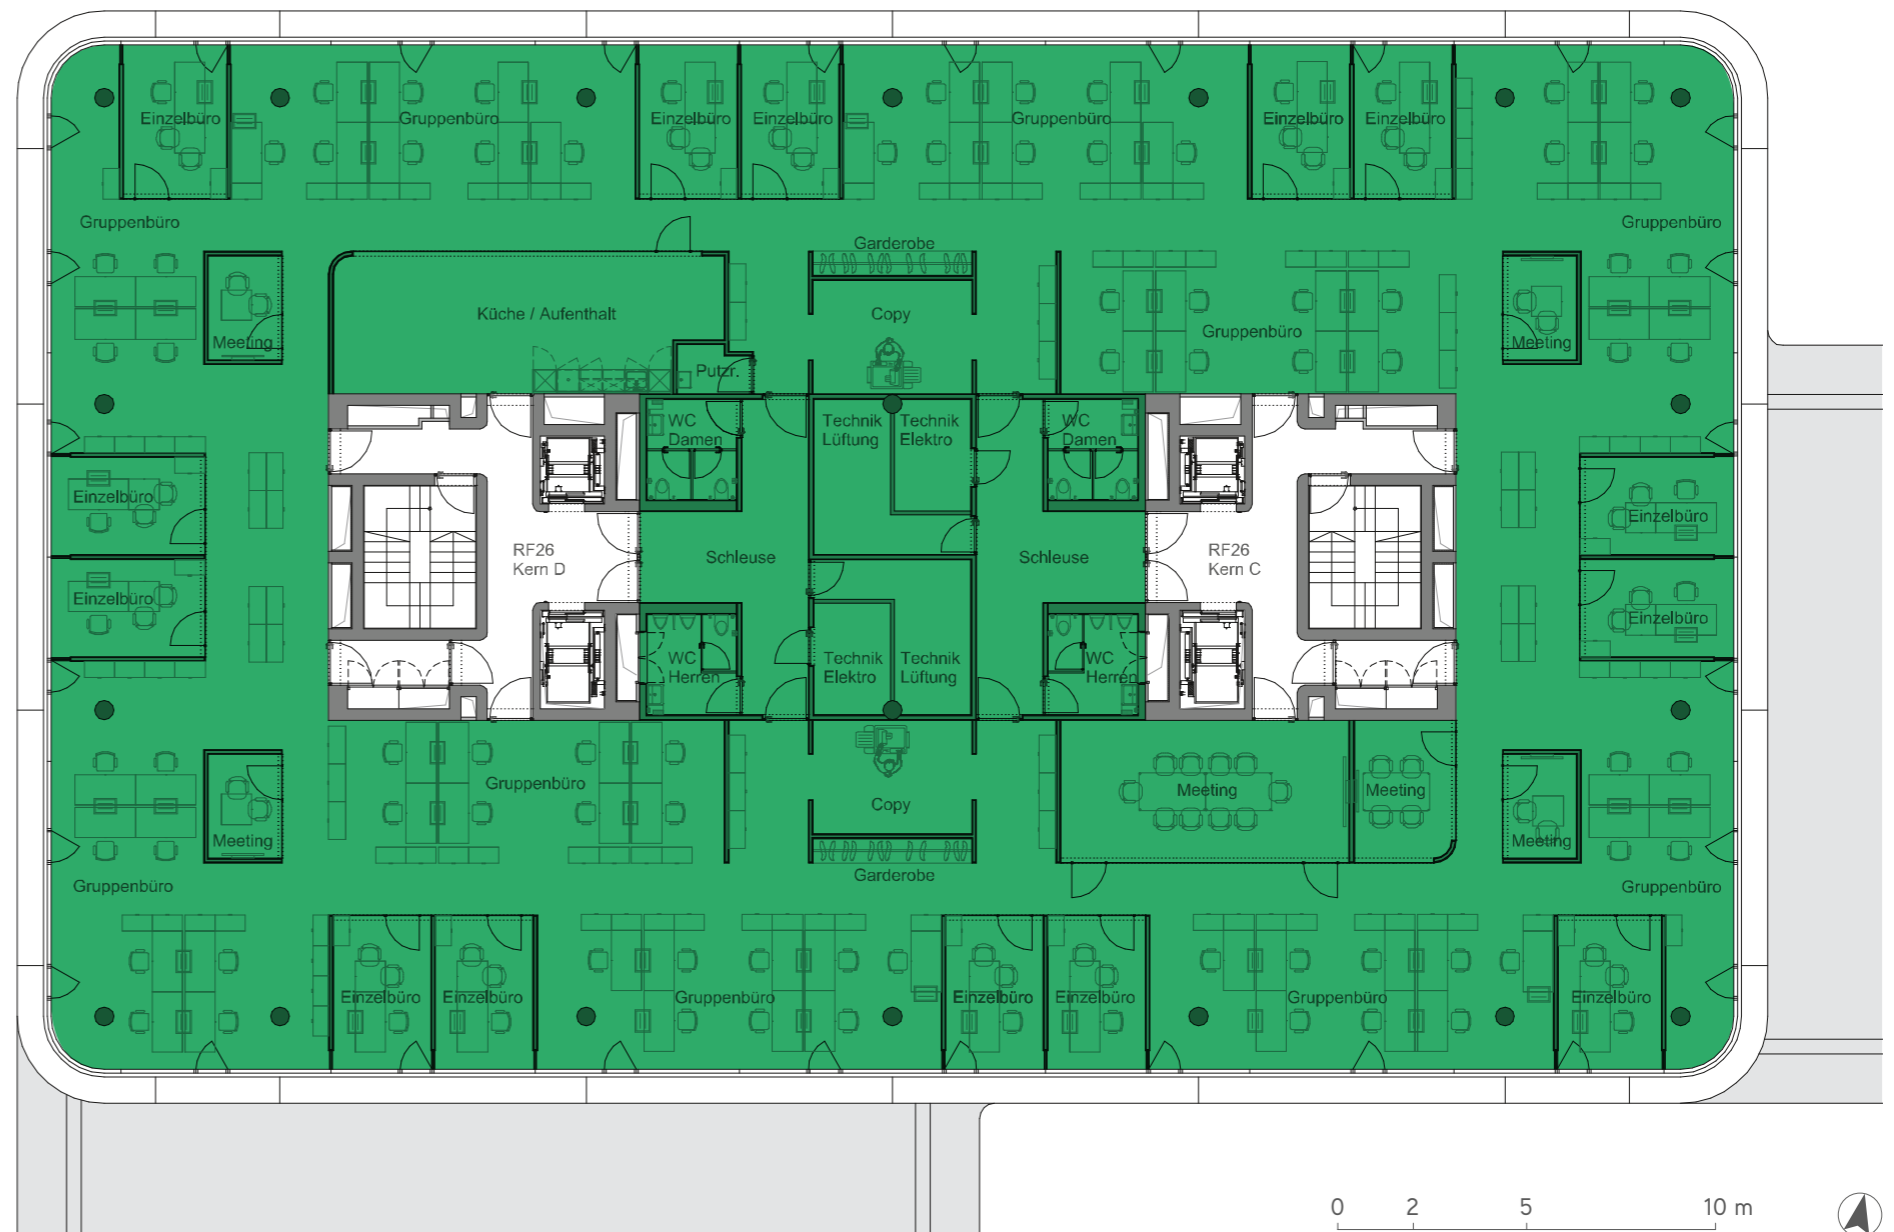 Einzelbüro
Gruppenbüro
Einzelbüro
Einzelbüro
Gruppenbüro
Einzelbüro
Einzelbüro
Gruppenbüro
Gruppenbüro
Garderobe
Küche / Aufenthalt
Copy
Gruppenbüro
Meeting
Meeting
Putzr.
WC
Damen
Technik
Lüftung
Technik
Elektro
WC
Damen
Einzelbüro
Einzelbüro
RF26
Kern D
Schleuse
Schleuse
RF26
Kern C
Einzelbüro
Einzelbüro
WC
Herren
Technik
Elektro
Technik
Lüftung
WC
Herren
Gruppenbüro
Meeting
Meeting
Copy
Meeting
Meeting
Garderobe
Gruppenbüro
Gruppenbüro
Einzelbüro
Einzelbüro
Gruppenbüro
Einzelbüro
Einzelbüro
Gruppenbüro
Einzelbüro
0 2 5 10 m